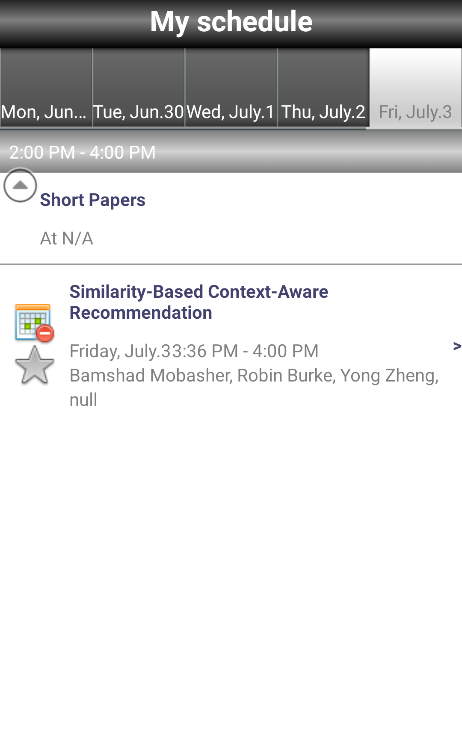 My schedule
Mon, Jun...
Tue, Jun.30
Wed, July.1
Thu, July.2
Fri, July.3
2:00 PM - 4:00 PM
Short Papers
At N/A
Similarity-Based Context-Aware
Recommendation
Friday, July.33:36 PM - 4:00 PM
>
Bamshad Mobasher, Robin Burke, Yong Zheng,
null